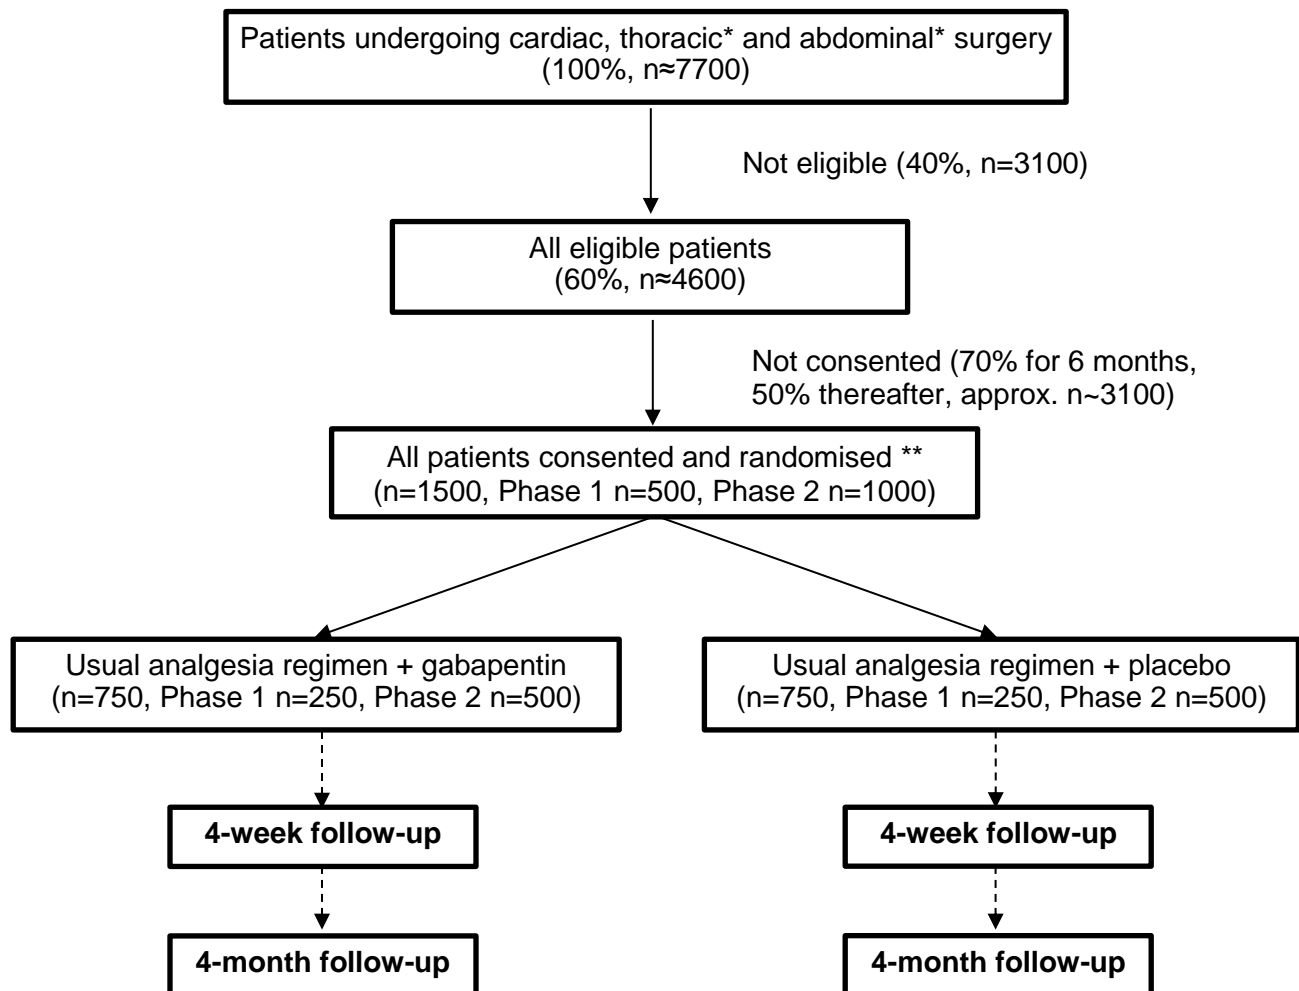 Patients undergoing cardiac, thoracic* and abdominal* surgery
(100%, n≈7700)
Not eligible (40%, n=3100)
All eligible patients
(60%, n≈4600)
Not consented (70% for 6 months,
50% thereafter, approx. n~3100)
All patients consented and randomised **
(n=1500, Phase 1 n=500, Phase 2 n=1000)
Usual analgesia regimen + gabapentin
(n=750, Phase 1 n=250, Phase 2 n=500)
Usual analgesia regimen + placebo
(n=750, Phase 1 n=250, Phase 2 n=500)
4-week follow-up
4-week follow-up
4-month follow-up
4-month follow-up